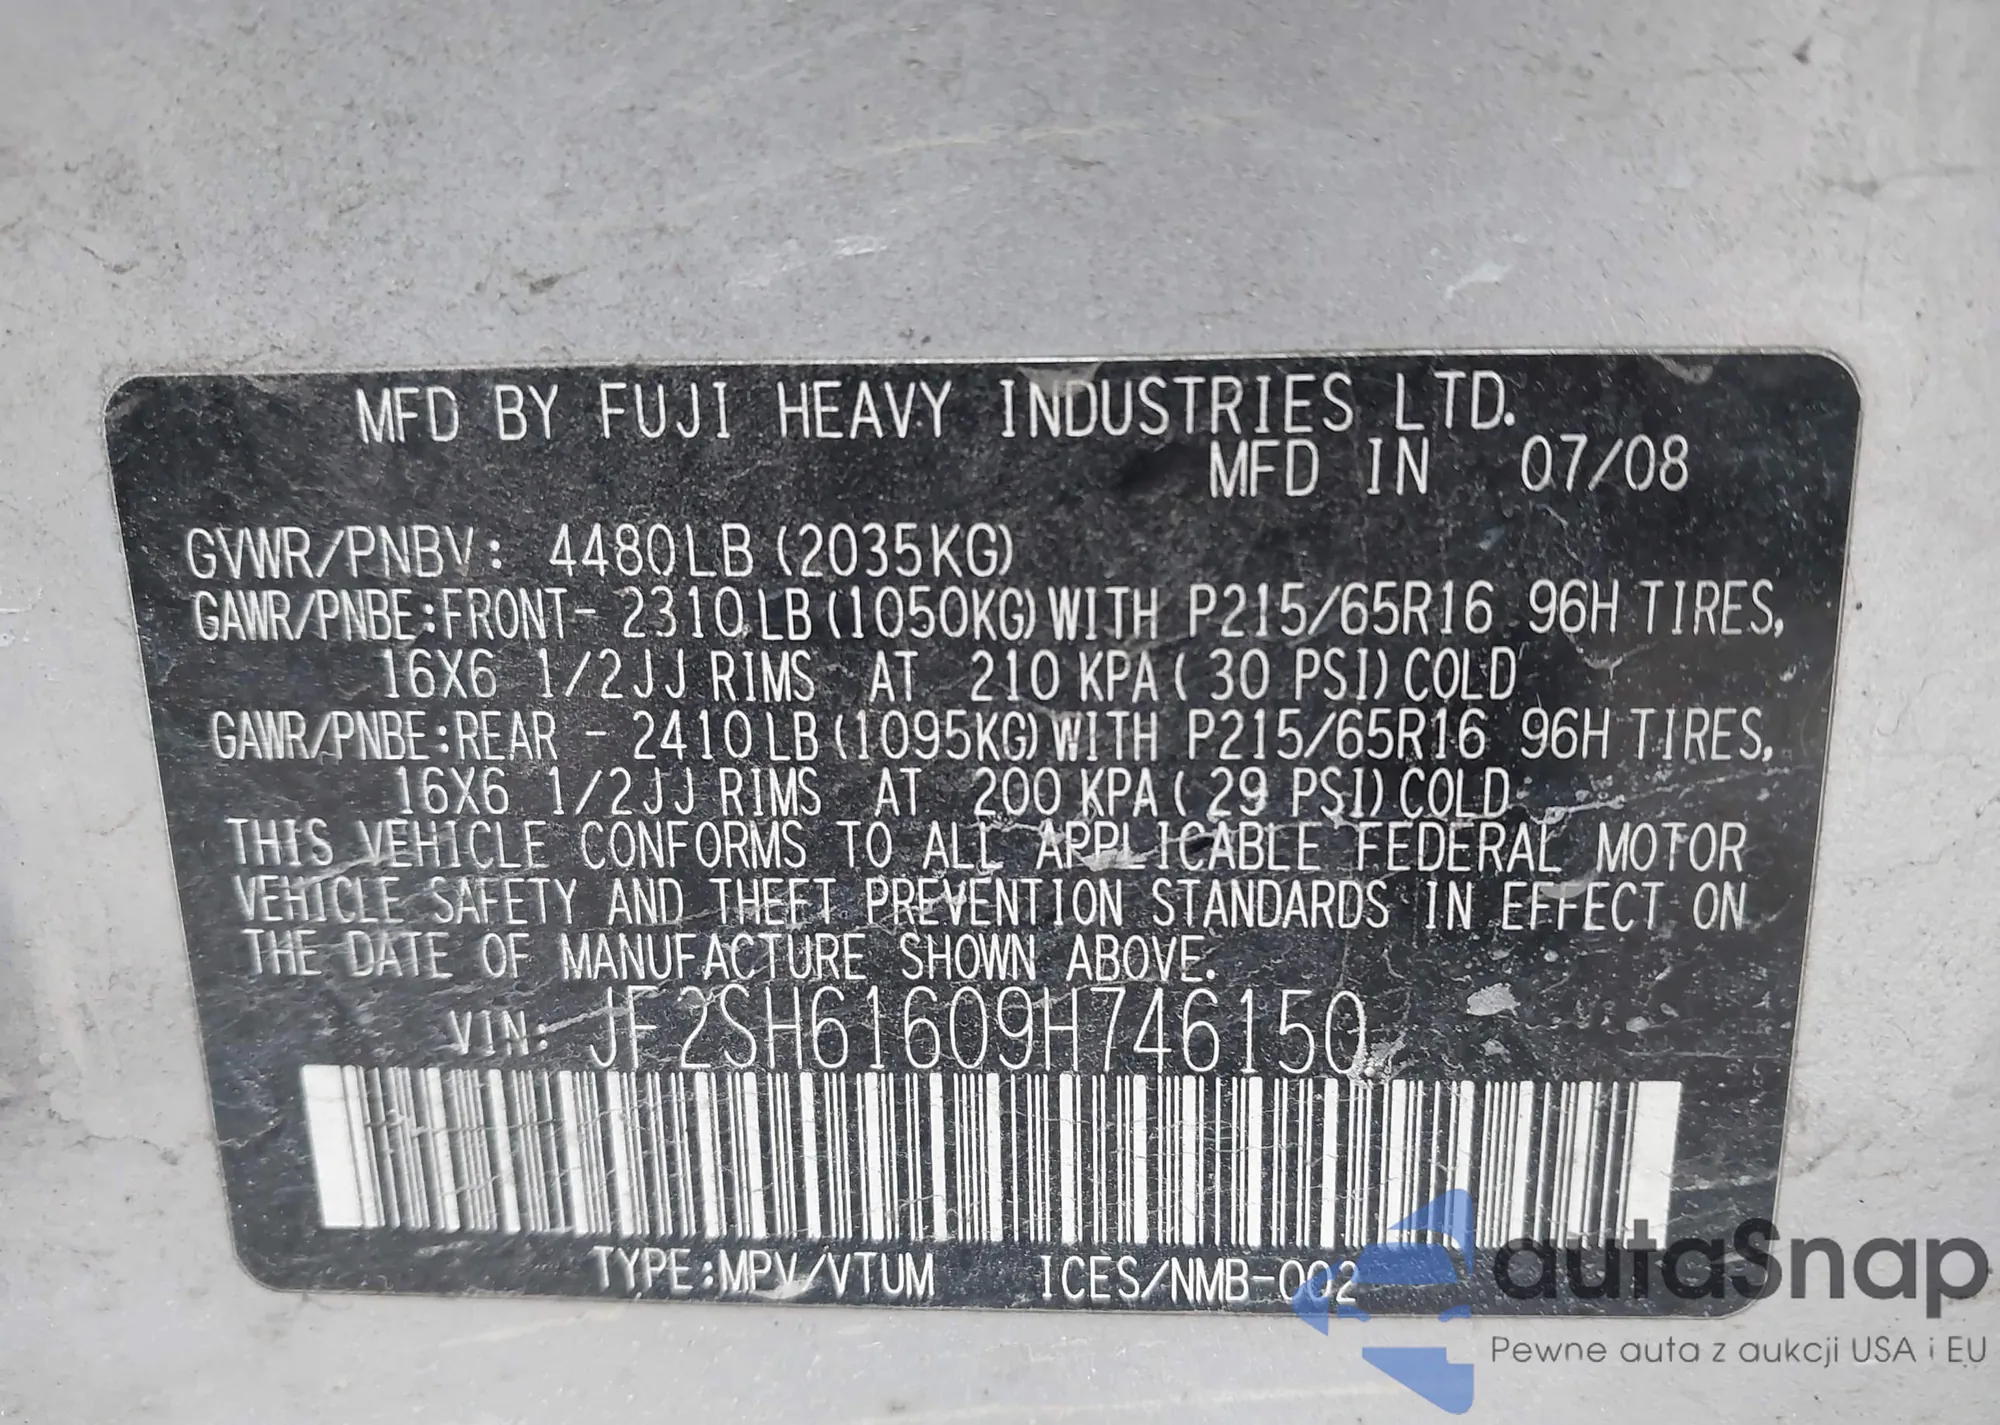 MFD BY FUJI HEAVY INDUSTRIES LTD.
MFD IN 07/08
GVWR/PNBV: 4480LB (2035KG)
GAWR/PNBE:FRONT- 2310LB(1050KG)WITH P215/65R16 96H TIRES,
16X6 1/2JJ RIMS AT 210 KPA( 30 PSI)COLD
GAWR/PNBE:REAR - 2410LB(1095KG)WITH P215/65R16 96H TIRES,
16X6 1/2JJ RIMS AT 200 KPA( 29 PSI)COLD
THIS VEHICLE CONFORMS TO ALL APPLICABLE FEDERAL MOTOR
VEHICLE SAFETY AND THEFT PREVENTION STANDARDS IN EFFECT ON
THE DATE OF MANUFACTURE SHOWN ABOVE.
VIN: JF2SH61609H746150
TYPE:MPV/VTUM ICES/NMB-002
autaSnap
Pewne auta z aukcji USA i EU